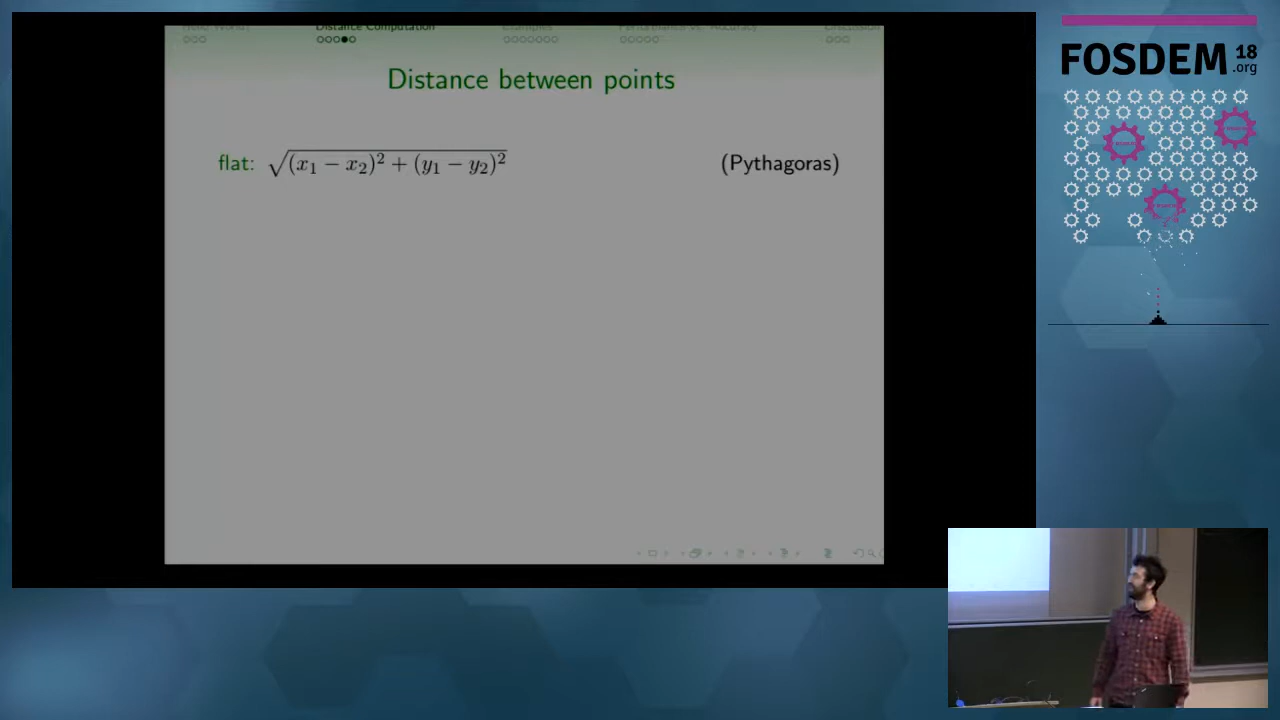 Distance Computation
Examples
Performance vs. Accuracy
Discussion
Distance between points
flat: √(x₁ − x₂)² + (y₁ − y₂)² (Pythagoras)
FOSDEM 18
.org